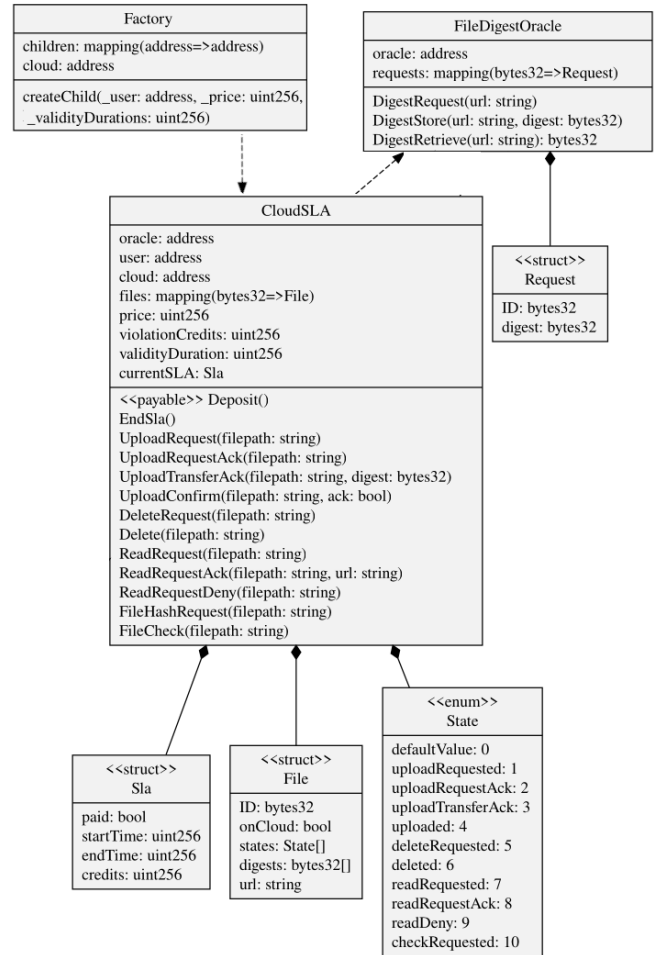 Factory
children: mapping(address=>address)
cloud: address
createChild(_user: address, _price: uint256,
_validityDurations: uint256)
FileDigestOracle
oracle: address
requests: mapping(bytes32=>Request)
DigestRequest(url: string)
DigestStore(url: string, digest: bytes32)
DigestRetrieve(url: string): bytes32
CloudSLA
oracle: address
user: address
cloud: address
files: mapping(bytes32=>File)
price: uint256
violationCredits: uint256
validityDuration: uint256
currentSLA: Sla
<<payable>> Deposit()
EndSla()
UploadRequest(filepath: string)
UploadRequestAck(filepath: string)
UploadTransferAck(filepath: string, digest: bytes32)
UploadConfirm(filepath: string, ack: bool)
DeleteRequest(filepath: string)
Delete(filepath: string)
ReadRequest(filepath: string)
ReadRequestAck(filepath: string, url: string)
ReadRequestDeny(filepath: string)
FileHashRequest(filepath: string)
FileCheck(filepath: string)
<<struct>>
Request
ID: bytes32
digest: bytes32
<<struct>>
Sla
paid: bool
startTime: uint256
endTime: uint256
credits: uint256
<<struct>>
File
ID: bytes32
onCloud: bool
states: State[]
digests: bytes32[]
url: string
<<enum>>
State
defaultValue: 0
uploadRequested: 1
uploadRequestAck: 2
uploadTransferAck: 3
uploaded: 4
deleteRequested: 5
deleted: 6
readRequested: 7
readRequestAck: 8
readDeny: 9
checkRequested: 10